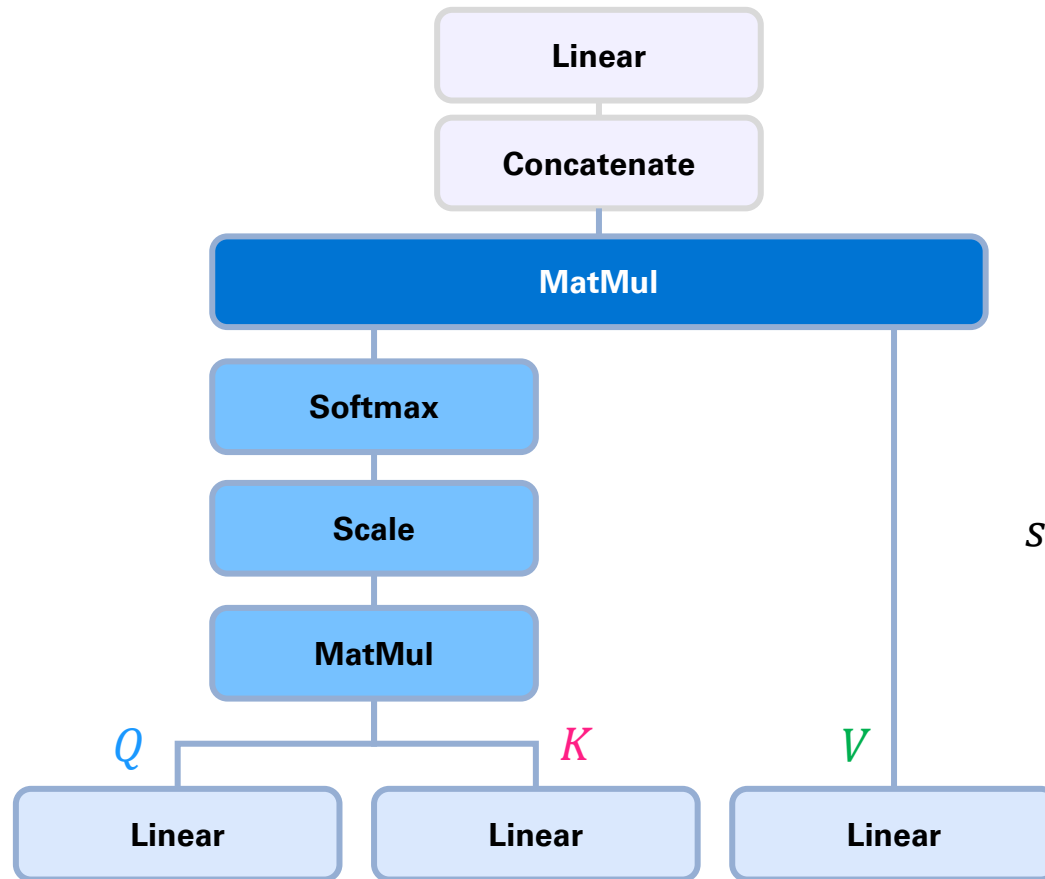 Linear
Concatenate
MatMul
Softmax
Scale
s
MatMul
Q K V
Linear Linear Linear